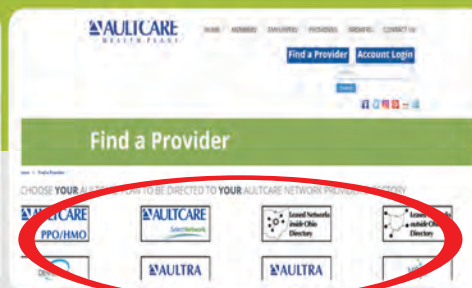 AULTCARE
HEALTH PLANS
HOME MEMBERS EMPLOYERS PROVIDERS BROKERS CONTACT US
Find a Provider Account Login
Find a Provider
CHOOSE YOUR PLAN TO BE DIRECTED TO YOUR AULTCARE NETWORK PROVIDER DIRECTORY
AULTCARE
PPO/HMO
AULTCARE
SelectNetwork
Leased Networks
inside Ohio
Directory
Leased Networks
outside Ohio
Directory
AULTRA
AULTRA